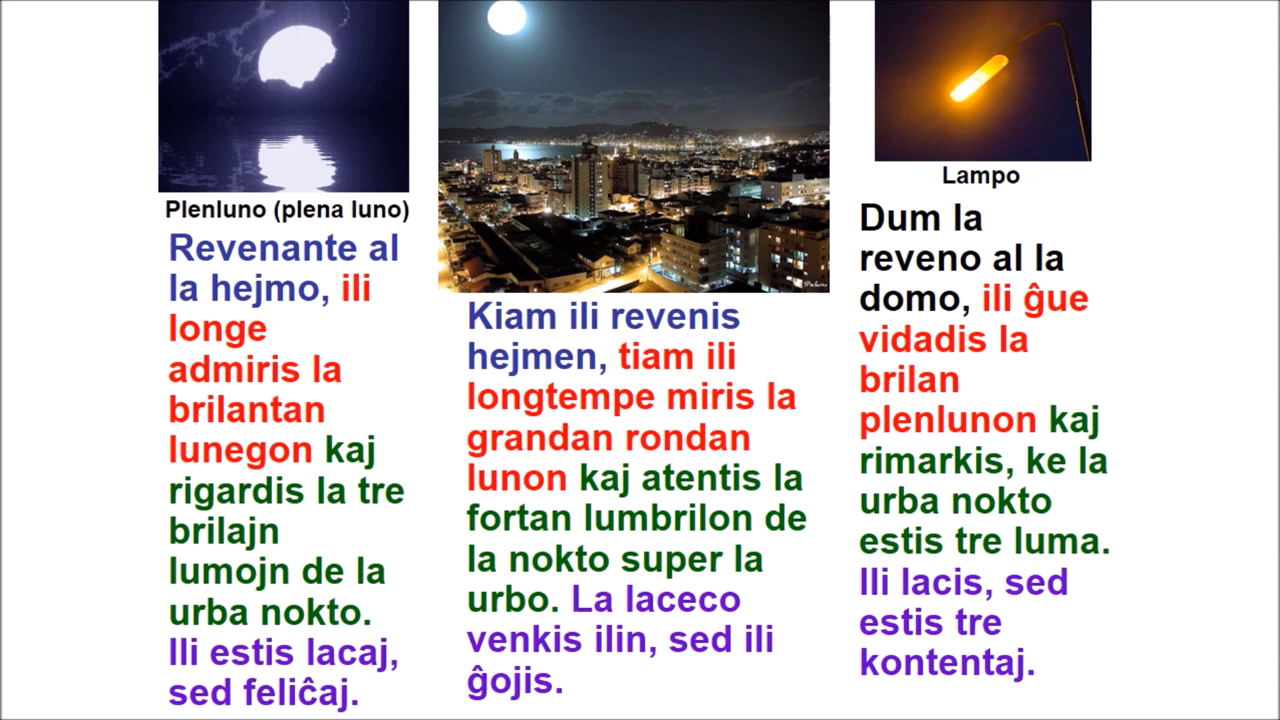 Plenluno (plena luno)
Revenante al
la hejmo, ili
longe
admiris la
brilantan
lunegon kaj
rigardis la tre
brilajn
lumojn de la
urba nokto.
Ili estis lacaj,
sed feliĉaj.
Kiam ili revenis
hejmen, tiam ili
longtempe miris la
grandan rondan
lunon kaj atentis la
fortan lumbrilon de
la nokto super la
urbo. La laceco
venkis ilin, sed ili
ĝojis.
Lampo
Dum la
reveno al la
domo, ili ĝue
vidadis la
brilan
plenlunon kaj
rimarkis, ke la
urba nokto
estis tre luma.
Ili lacis, sed
estis tre
kontentaj.